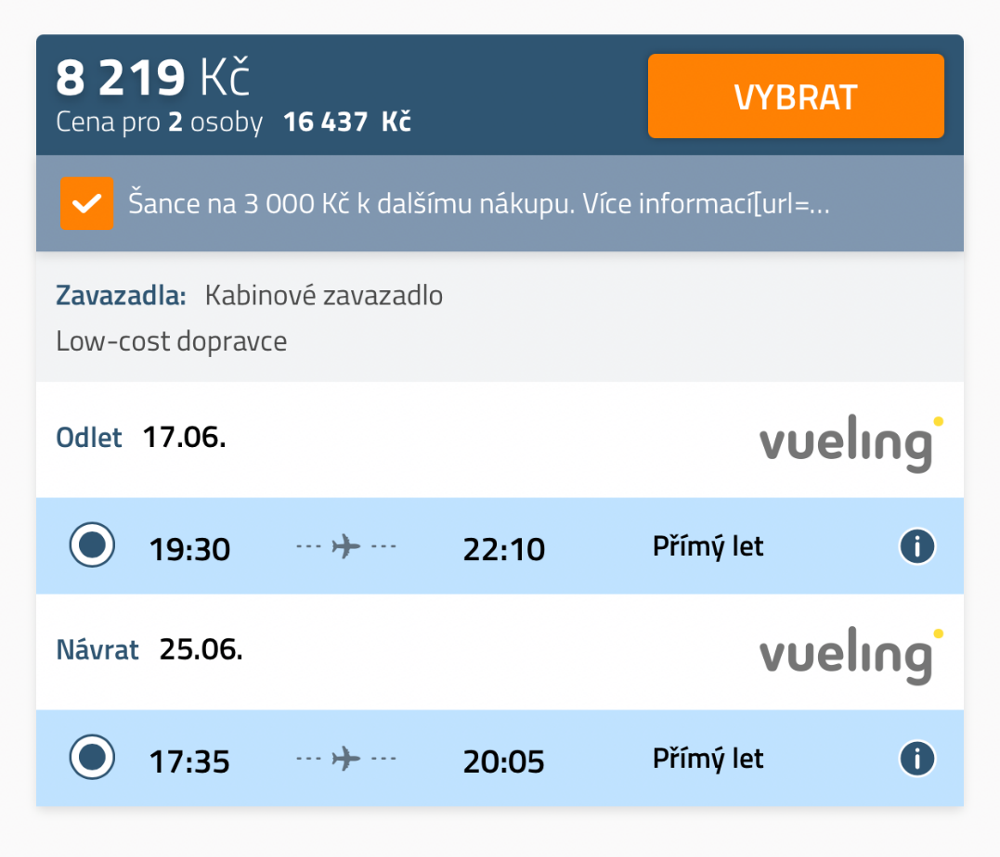 8 219 Kč
VYBRAT
Cena pro 2 osoby 16 437 Kč
Šance na 3 000 Kč k dalšímu nákupu. Více informací[url=...
Zavazadla: Kabinové zavazadlo
Low-cost dopravce
Odlet 17.06. vueling
19:30 22:10 Přímý let i
Návrat 25.06. vueling
17:35 20:05 Přímý let i